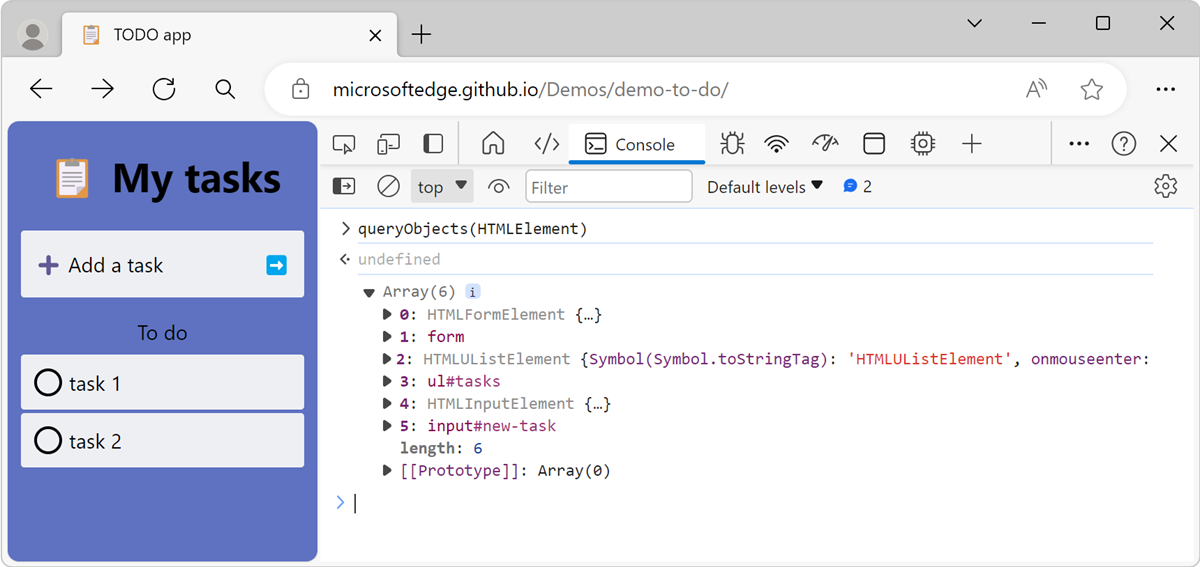 TODO app
microsoftedge.github.io/Demos/demo-to-do/
My tasks
Add a task
To do
task 1
task 2
Console
top
Filter
Default levels
2
queryObjects(HTMLElement)
undefined
Array(6) i
0: HTMLFormElement {…}
1: form
2: HTMLUListElement {Symbol(Symbol.toStringTag): 'HTMLUListElement', onmouseenter:
3: ul#tasks
4: HTMLInputElement {…}
5: input#new-task
length: 6
[[Prototype]]: Array(0)